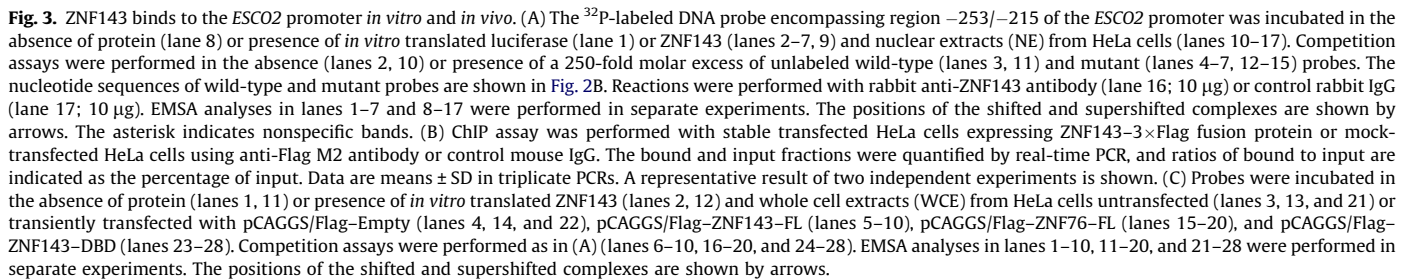 Fig. 3. ZNF143 binds to the ESCO2 promoter in vitro and in vivo. (A) The ³²P-labeled DNA probe encompassing region −253/−215 of the ESCO2 promoter was incubated in the
absence of protein (lane 8) or presence of in vitro translated luciferase (lane 1) or ZNF143 (lanes 2–7, 9) and nuclear extracts (NE) from HeLa cells (lanes 10–17). Competition
assays were performed in the absence (lanes 2, 10) or presence of a 250-fold molar excess of unlabeled wild-type (lanes 3, 11) and mutant (lanes 4–7, 12–15) probes. The
nucleotide sequences of wild-type and mutant probes are shown in Fig. 2B. Reactions were performed with rabbit anti-ZNF143 antibody (lane 16; 10 μg) or control rabbit IgG
(lane 17; 10 μg). EMSA analyses in lanes 1–7 and 8–17 were performed in separate experiments. The positions of the shifted and supershifted complexes are shown by
arrows. The asterisk indicates nonspecific bands. (B) ChIP assay was performed with stable transfected HeLa cells expressing ZNF143–3×Flag fusion protein or mock-
transfected HeLa cells using anti-Flag M2 antibody or control mouse IgG. The bound and input fractions were quantified by real-time PCR, and ratios of bound to input are
indicated as the percentage of input. Data are means ± SD in triplicate PCRs. A representative result of two independent experiments is shown. (C) Probes were incubated in
the absence of protein (lanes 1, 11) or presence of in vitro translated ZNF143 (lanes 2, 12) and whole cell extracts (WCE) from HeLa cells untransfected (lanes 3, 13, and 21) or
transiently transfected with pCAGGS/Flag–Empty (lanes 4, 14, and 22), pCAGGS/Flag–ZNF143–FL (lanes 5–10), pCAGGS/Flag–ZNF76–FL (lanes 15–20), and pCAGGS/Flag–
ZNF143–DBD (lanes 23–28). Competition assays were performed as in (A) (lanes 6–10, 16–20, and 24–28). EMSA analyses in lanes 1–10, 11–20, and 21–28 were performed in
separate experiments. The positions of the shifted and supershifted complexes are shown by arrows.